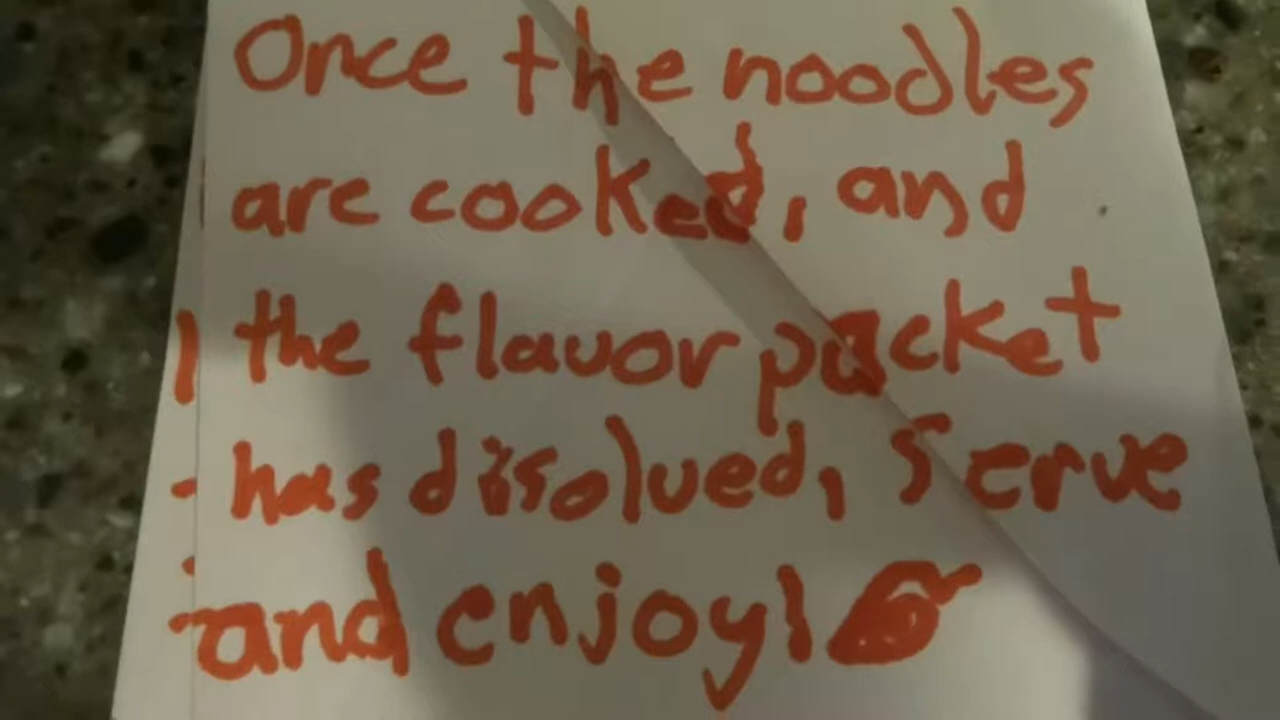 Once the noodles
are cooked, and
the flavor packet
has disolved, serve
and enjoy!